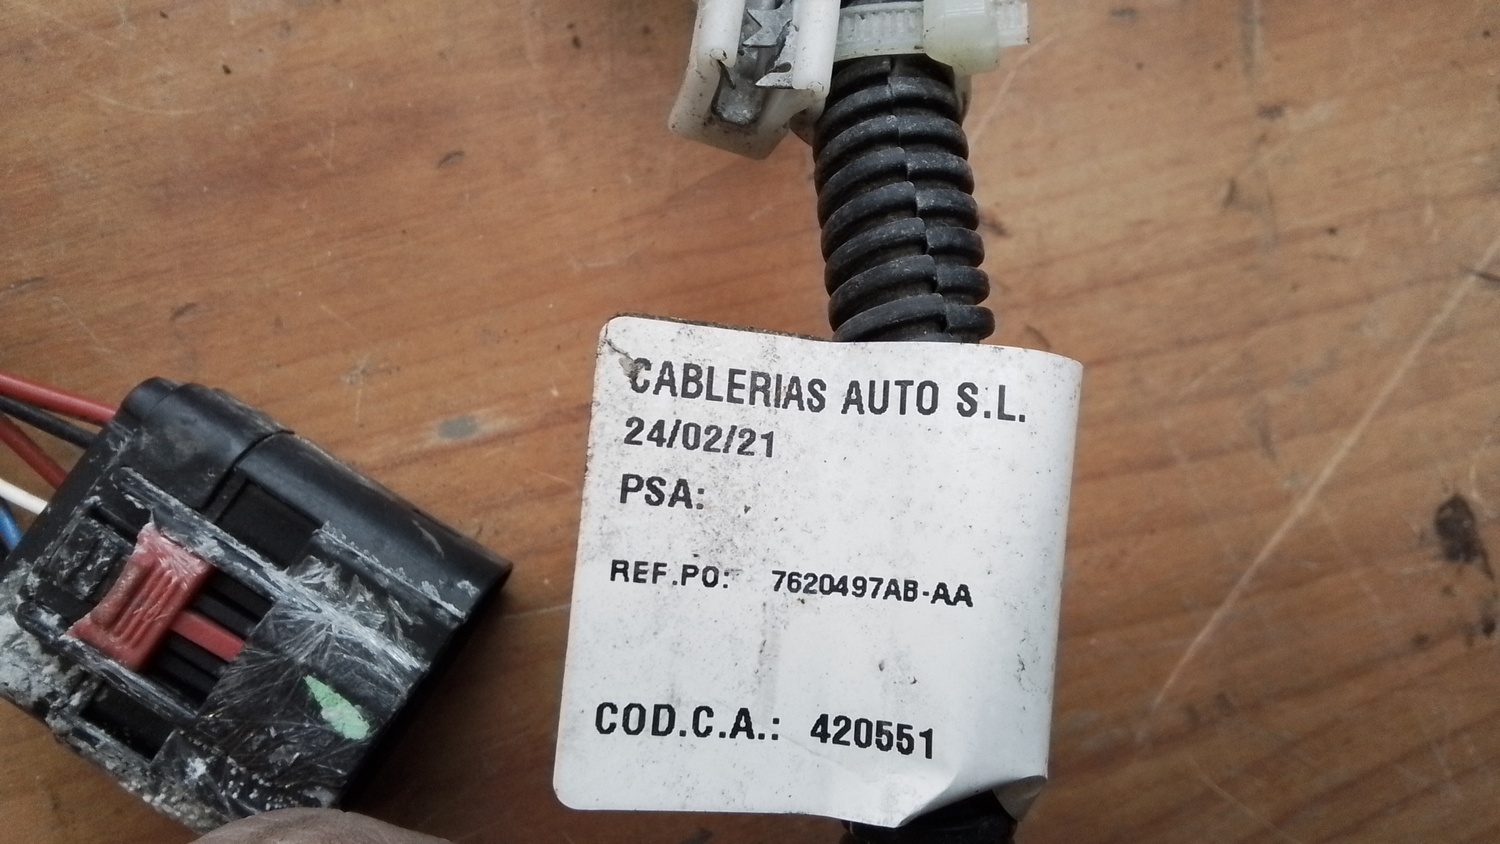 CABLERIAS AUTO S.L.
24/02/21
PSA:
REF.PO: 7620497AB-AA
COD.C.A.: 420551